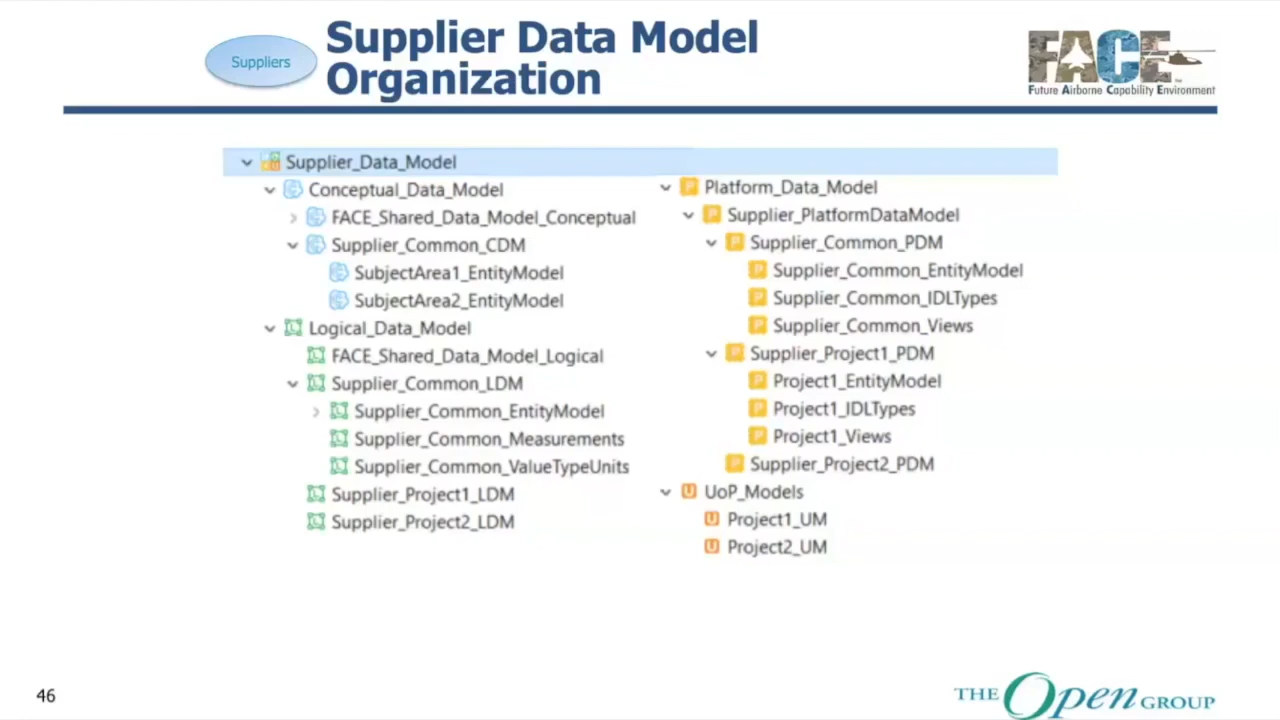 Suppliers
Supplier Data Model
Organization
FACE
Future Airborne Capability Environment
Supplier_Data_Model
Conceptual_Data_Model
FACE_Shared_Data_Model_Conceptual
Supplier_Common_CDM
SubjectArea1_EntityModel
SubjectArea2_EntityModel
Logical_Data_Model
FACE_Shared_Data_Model_Logical
Supplier_Common_LDM
Supplier_Common_EntityModel
Supplier_Common_Measurements
Supplier_Common_ValueTypeUnits
Supplier_Project1_LDM
Supplier_Project2_LDM
Platform_Data_Model
Supplier_PlatformDataModel
Supplier_Common_PDM
Supplier_Common_EntityModel
Supplier_Common_IDLTypes
Supplier_Common_Views
Supplier_Project1_PDM
Project1_EntityModel
Project1_IDLTypes
Project1_Views
Supplier_Project2_PDM
UoP_Models
Project1_UM
Project2_UM
46
THE Open GROUP